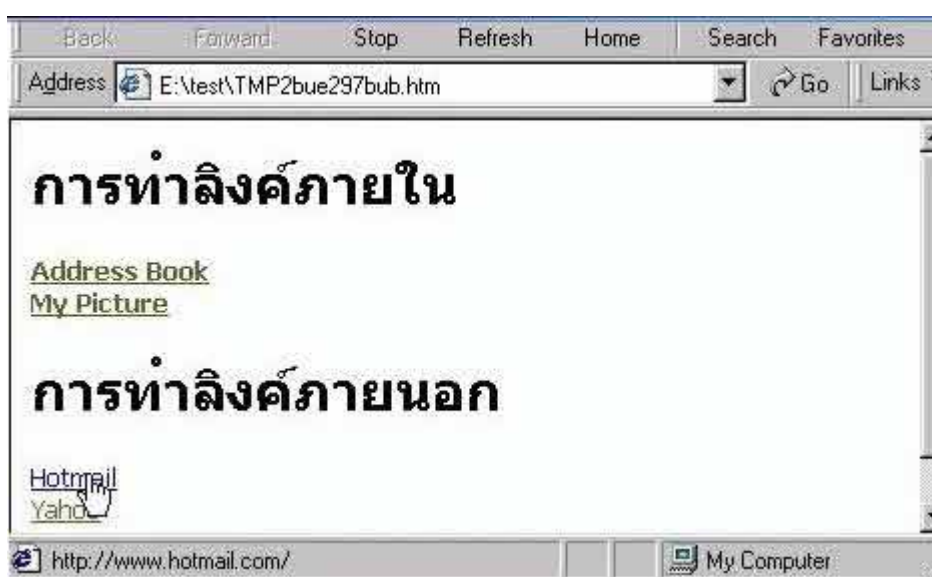 Back Forward Stop Refresh Home Search Favorites
Address E:\test\TMP2bue297bub.htm Go Links
การทำลิงค์ภายใน
Address Book
My Picture
การทำลิงค์ภายนอก
Hotmail
Yahoo
http://www.hotmail.com/ My Computer